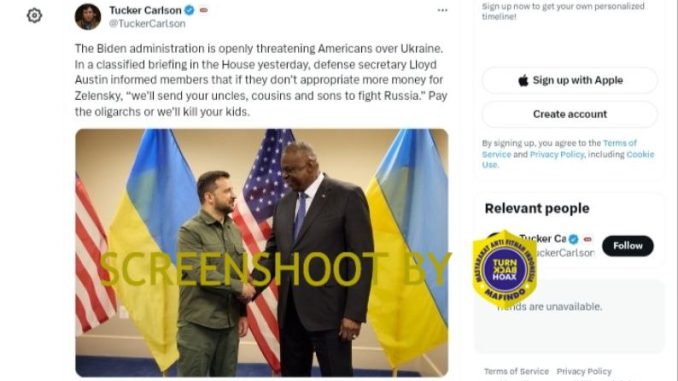 Tucker Carlson
@TuckerCarlson
The Biden administration is openly threatening Americans over Ukraine.
In a classified briefing in the House yesterday, defense secretary Lloyd
Austin informed members that if they don't appropriate more money for
Zelensky, “we'll send your uncles, cousins and sons to fight Russia.” Pay
the oligarchs or we'll kill your kids.
SCREENSHOOT BY
MASYARAKAT ANTI FITNAH INDONESIA
TURN
BACK
HOAX
MAFINDO
Sign up now to get your own personalized
timeline!
Sign up with Apple
Create account
By signing up, you agree to the Terms of
Service and Privacy Policy, including Cookie
Use.
Relevant people
Tucker Ca
TuckerCarlson
Follow
ends are unavailable.
Terms of Service Privacy Policy